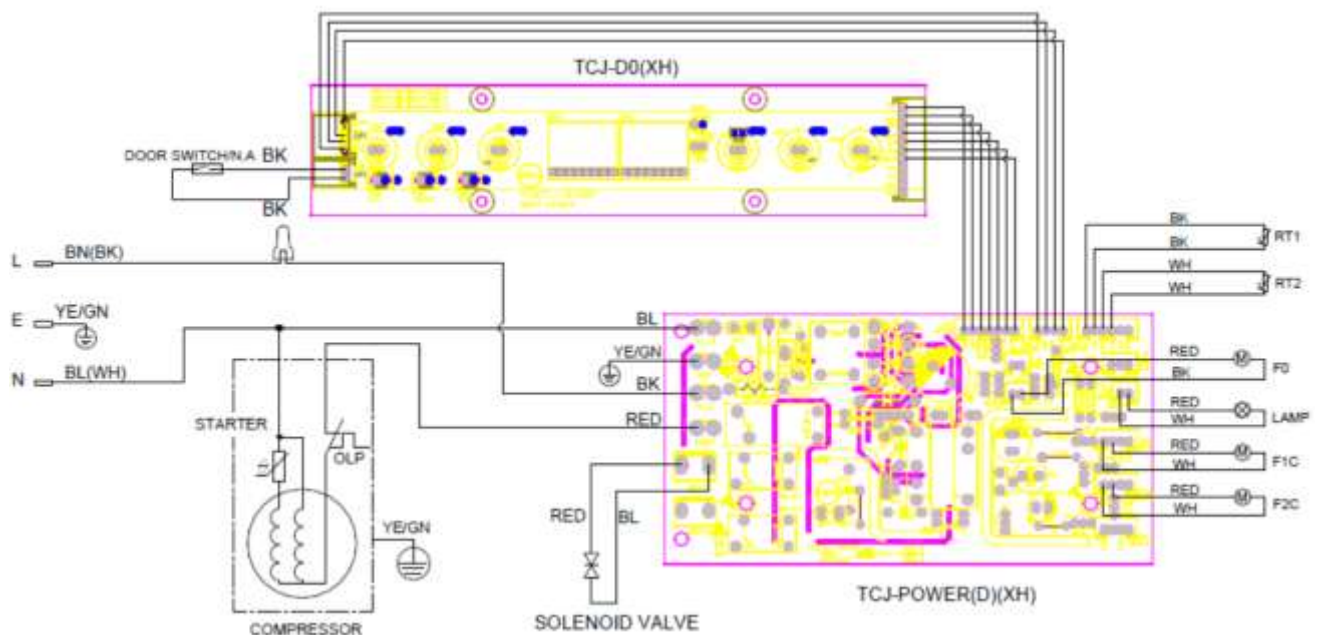 TCJ-D0(XH)
DOOR SWITCH/N.A BK
BK
L BN(BK)
E YE/GN
N BL(WH)
BL
YE/GN
BK
RED
STARTER
OLP
YE/GN
COMPRESSOR
RED BL
SOLENOID VALVE
BK RT1
BK
WH RT2
WH
RED F0
BK
RED LAMP
WH
RED F1C
WH
RED F2C
WH
TCJ-POWER(D)(XH)